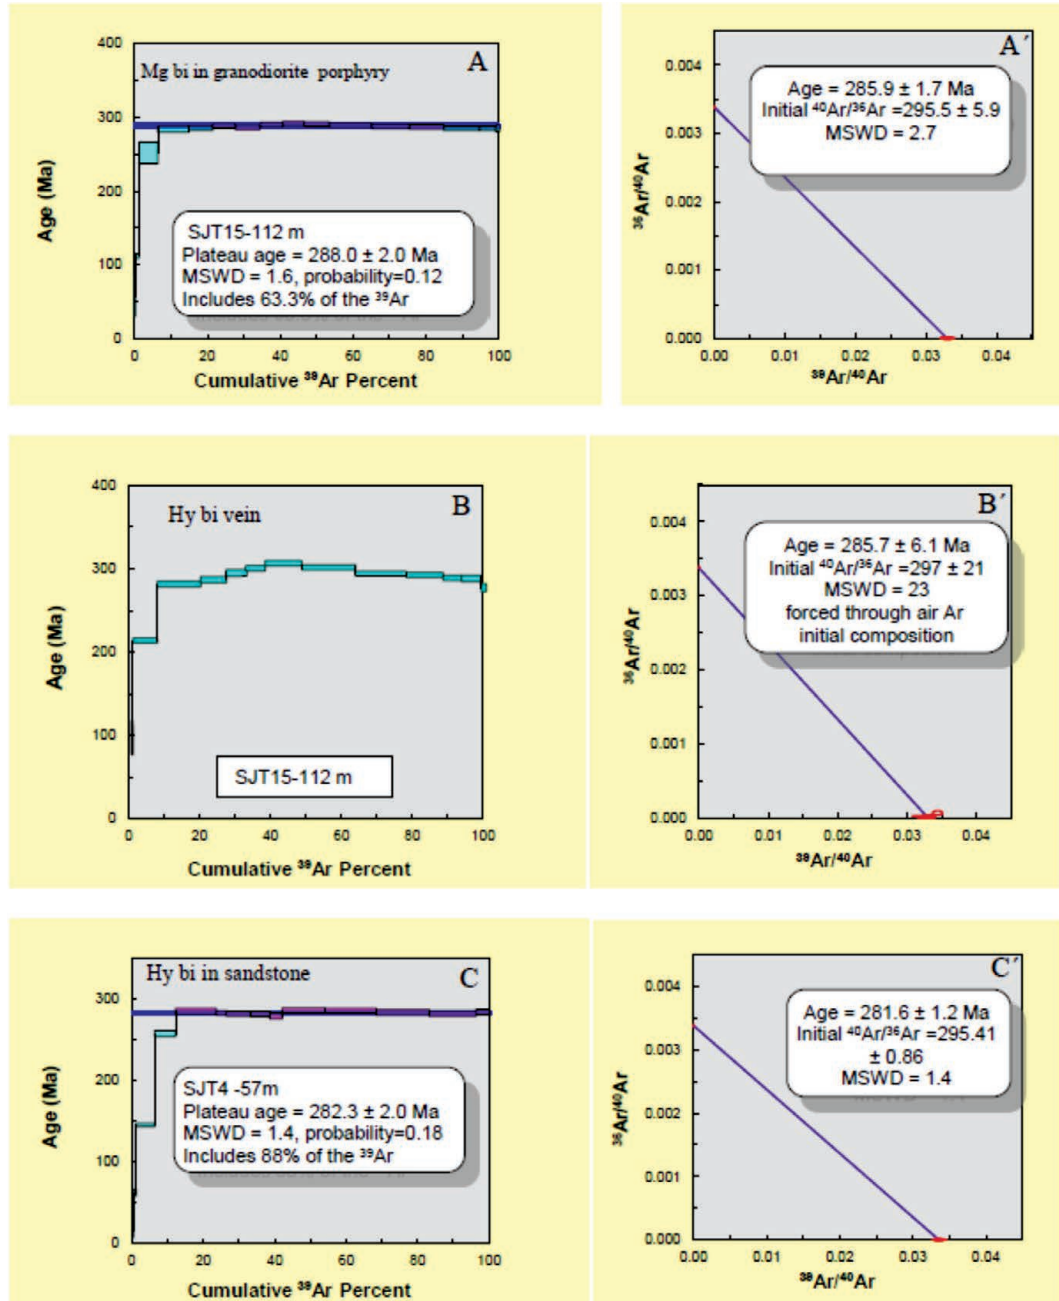 A
Mg bi in granodiorite porphyry
400
300
200
100
0
Age (Ma)
SJT15-112 m
Plateau age = 288.0 ± 2.0 Ma
MSWD = 1.6, probability=0.12
Includes 63.3% of the ³⁹Ar
0 20 40 60 80 100
Cumulative ³⁹Ar Percent
A´
Age = 285.9 ± 1.7 Ma
Initial ⁴⁰Ar/³⁶Ar =295.5 ± 5.9
MSWD = 2.7
0.004
0.003
0.002
0.001
0.000
³⁶Ar/⁴⁰Ar
0.00 0.01 0.02 0.03 0.04
³⁹Ar/⁴⁰Ar
B
Hy bi vein
400
300
200
100
0
Age (Ma)
SJT15-112 m
0 20 40 60 80 100
Cumulative ³⁹Ar Percent
B´
Age = 285.7 ± 6.1 Ma
Initial ⁴⁰Ar/³⁶Ar =297 ± 21
MSWD = 23
forced through air Ar
initial composition
0.004
0.003
0.002
0.001
0.000
³⁶Ar/⁴⁰Ar
0.00 0.01 0.02 0.03 0.04
³⁹Ar/⁴⁰Ar
C
Hy bi in sandstone
300
200
100
0
Age (Ma)
SJT4 -57m
Plateau age = 282.3 ± 2.0 Ma
MSWD = 1.4, probability=0.18
Includes 88% of the ³⁹Ar
0 20 40 60 80 100
Cumulative ³⁹Ar Percent
C´
Age = 281.6 ± 1.2 Ma
Initial ⁴⁰Ar/³⁶Ar =295.41
± 0.86
MSWD = 1.4
0.004
0.003
0.002
0.001
0.000
³⁶Ar/⁴⁰Ar
0.00 0.01 0.02 0.03 0.04
³⁹Ar/⁴⁰Ar